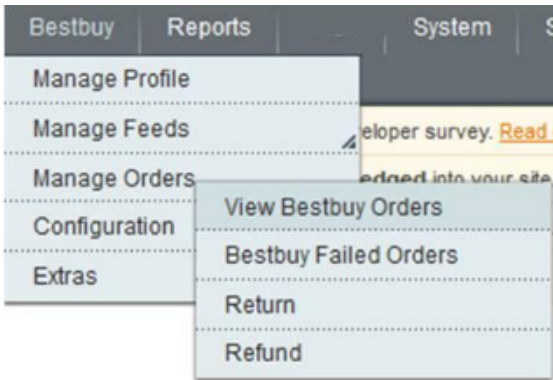 Bestbuy Reports System S
Manage Profile
Manage Feeds
eloper survey. Read
Manage Orders
edged into your site
View Bestbuy Orders
Configuration
Bestbuy Failed Orders
Extras
Return
Refund